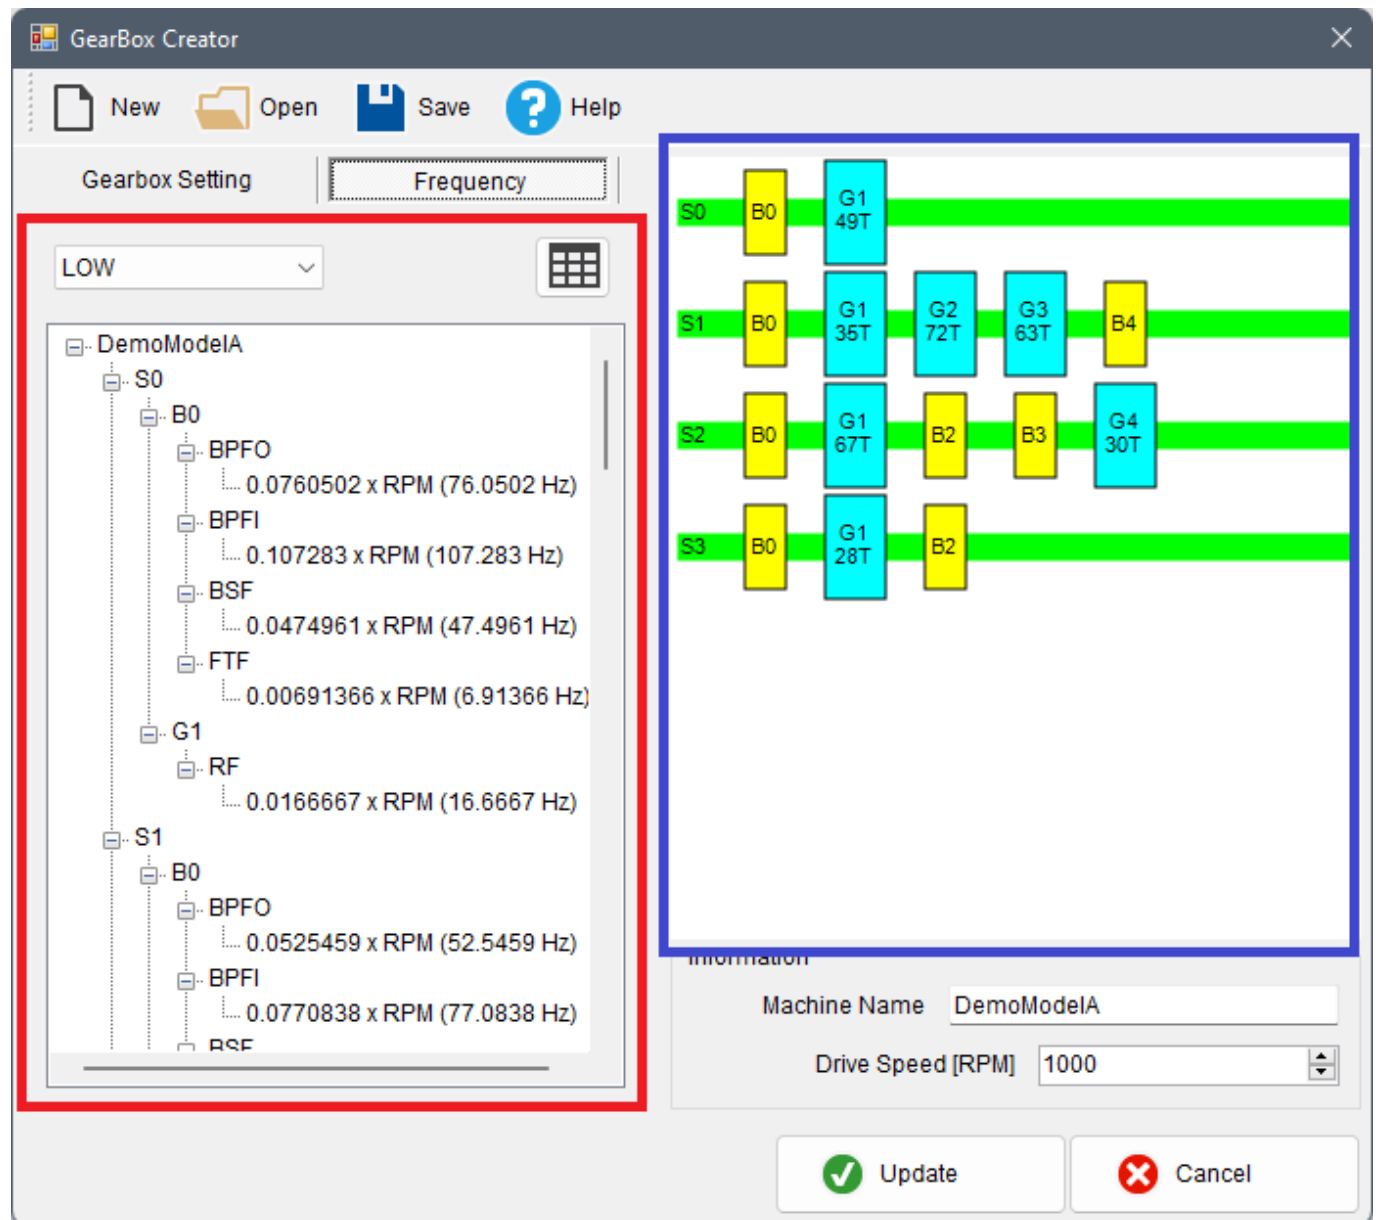 GearBox Creator
New Open Save Help
Gearbox Setting Frequency
LOW
DemoModelA
S0
B0
BPFO
0.0760502 x RPM (76.0502 Hz)
BPFI
0.107283 x RPM (107.283 Hz)
BSF
0.0474961 x RPM (47.4961 Hz)
FTF
0.00691366 x RPM (6.91366 Hz)
G1
RF
0.0166667 x RPM (16.6667 Hz)
S1
B0
BPFO
0.0525459 x RPM (52.5459 Hz)
BPFI
0.0770838 x RPM (77.0838 Hz)
BSF
S0 B0 G1 49T
S1 B0 G1 35T G2 72T G3 63T B4
S2 B0 G1 67T B2 B3 G4 30T
S3 B0 G1 28T B2
Information
Machine Name DemoModelA
Drive Speed [RPM] 1000
Update Cancel